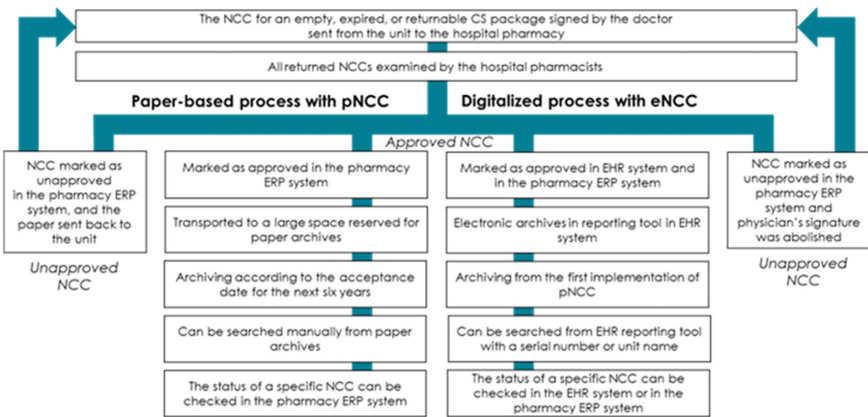 The NCC for an empty, expired, or returnable CS package signed by the doctor
sent from the unit to the hospital pharmacy
All returned NCCs examined by the hospital pharmacists
Paper-based process with pNCC
Digitalized process with eNCC
Approved NCC
NCC marked as
unapproved
in the pharmacy ERP
system, and the
paper sent back to
the unit
Unapproved
NCC
Marked as approved in the pharmacy
ERP system
Transported to a large space reserved for
paper archives
Archiving according to the acceptance
date for the next six years
Can be searched manually from paper
archives
The status of a specific NCC can be
checked in the pharmacy ERP system
Marked as approved in EHR system and
in the pharmacy ERP system
Electronic archives in reporting tool in EHR
system
Archiving from the first implementation of
pNCC
Can be searched from EHR reporting tool
with a serial number or unit name
The status of a specific NCC can be
checked in the EHR system or in the
pharmacy ERP system
NCC marked as
unapproved in the
pharmacy ERP
system and
physician's signature
was abolished
Unapproved
NCC